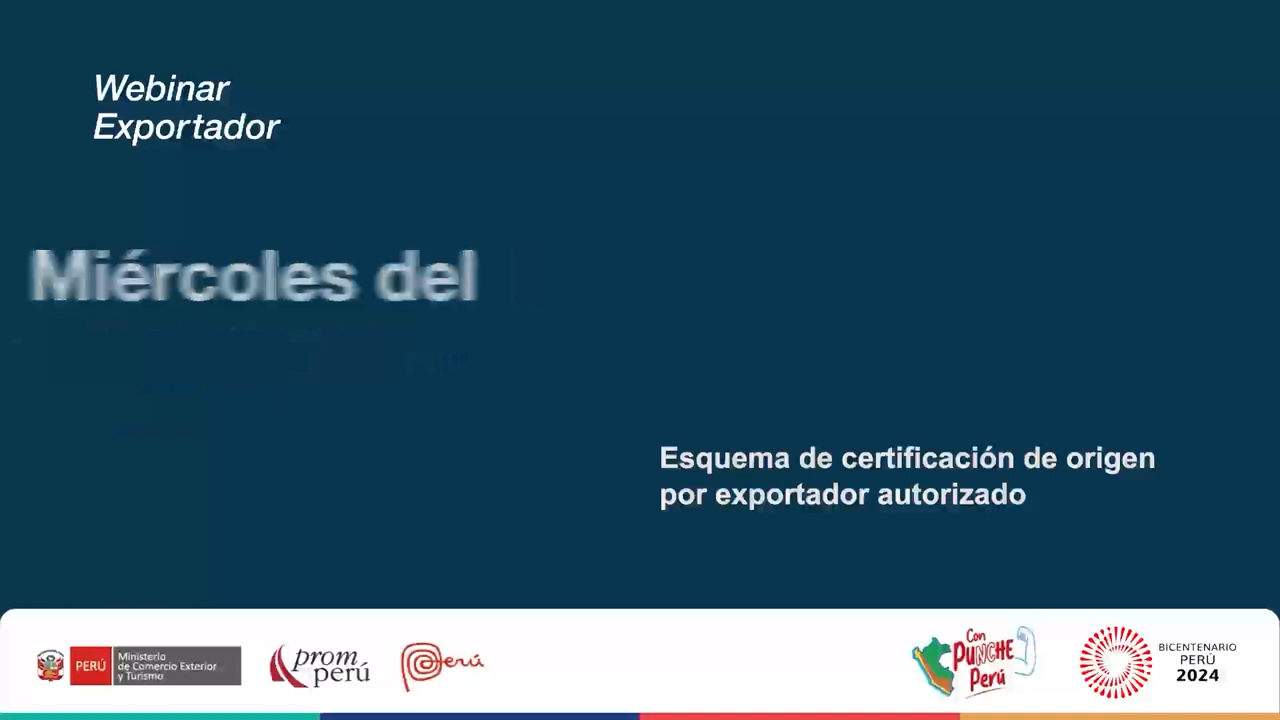 Webinar
Exportador
Miércoles del
Esquema de certificación de origen
por exportador autorizado
PERÚ
Ministerio
de Comercio Exterior
y Turismo
prom
perú
Perú
Con
PUNCHE
Perú
BICENTENARIO
PERÚ
2024